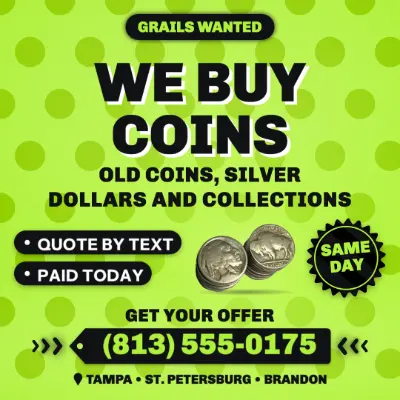 GRAILS WANTED
WE BUY
COINS
OLD COINS, SILVER
DOLLARS AND COLLECTIONS
• QUOTE BY TEXT
• PAID TODAY
SAME
DAY
GET YOUR OFFER
(813) 555-0175
TAMPA • ST. PETERSBURG • BRANDON